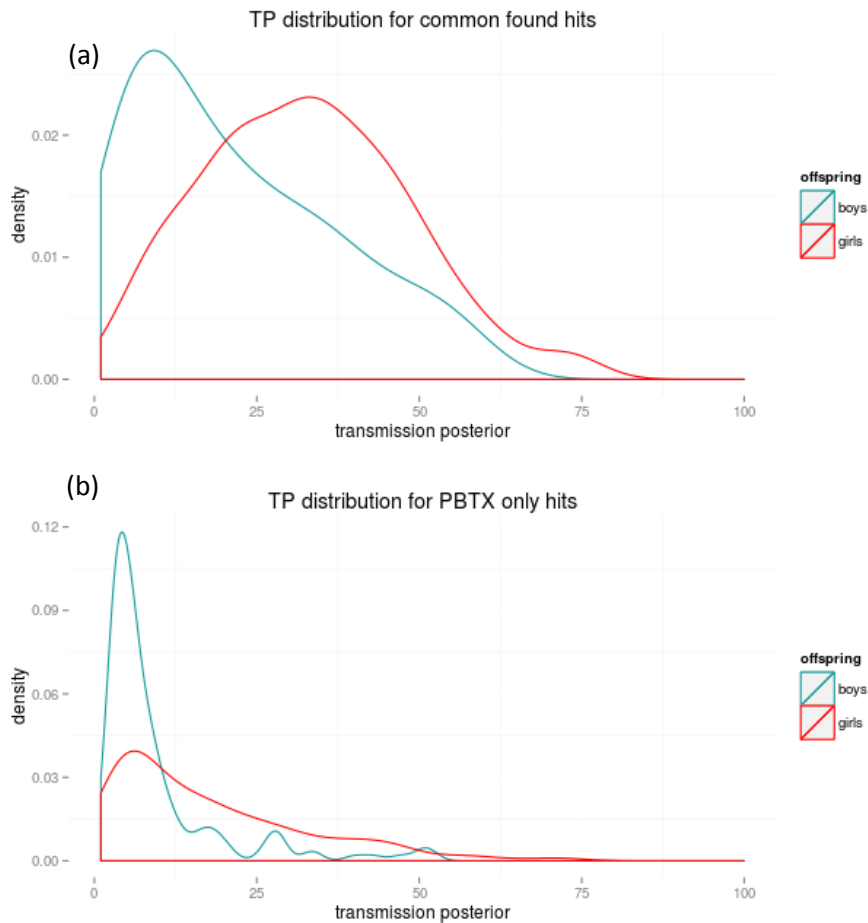 TP distribution for common found hits
(a)
density
0.02
0.01
0.00
0 25 50 75 100
transmission posterior
offspring
boys
girls
(b)
TP distribution for PBTX only hits
density
0.12
0.09
0.06
0.03
0.00
0 25 50 75 100
transmission posterior
offspring
boys
girls